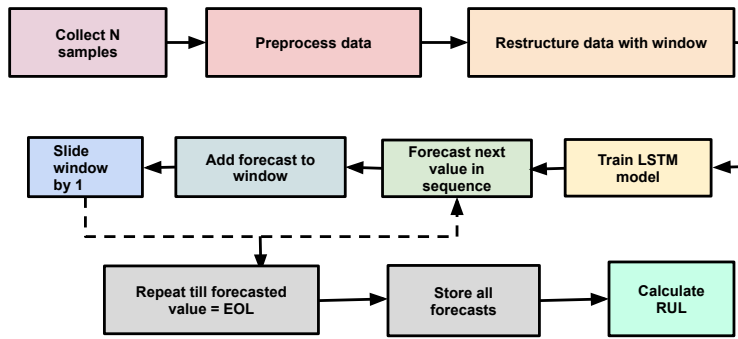 Collect N
samples
Preprocess data
Restructure data with window
Slide
window
by 1
Add forecast to
window
Forecast next
value in
sequence
Train LSTM
model
Repeat till forecasted
value = EOL
Store all
forecasts
Calculate
RUL